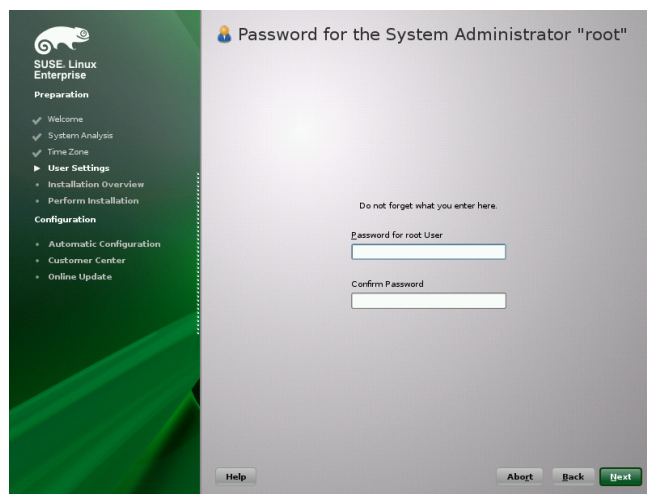 SUSE. Linux
Enterprise
Preparation
Welcome
System Analysis
Time Zone
User Settings
Installation Overview
Perform Installation
Configuration
Automatic Configuration
Customer Center
Online Update
Password for the System Administrator "root"
Do not forget what you enter here.
Password for root User
Confirm Password
Help
Abort
Back
Next